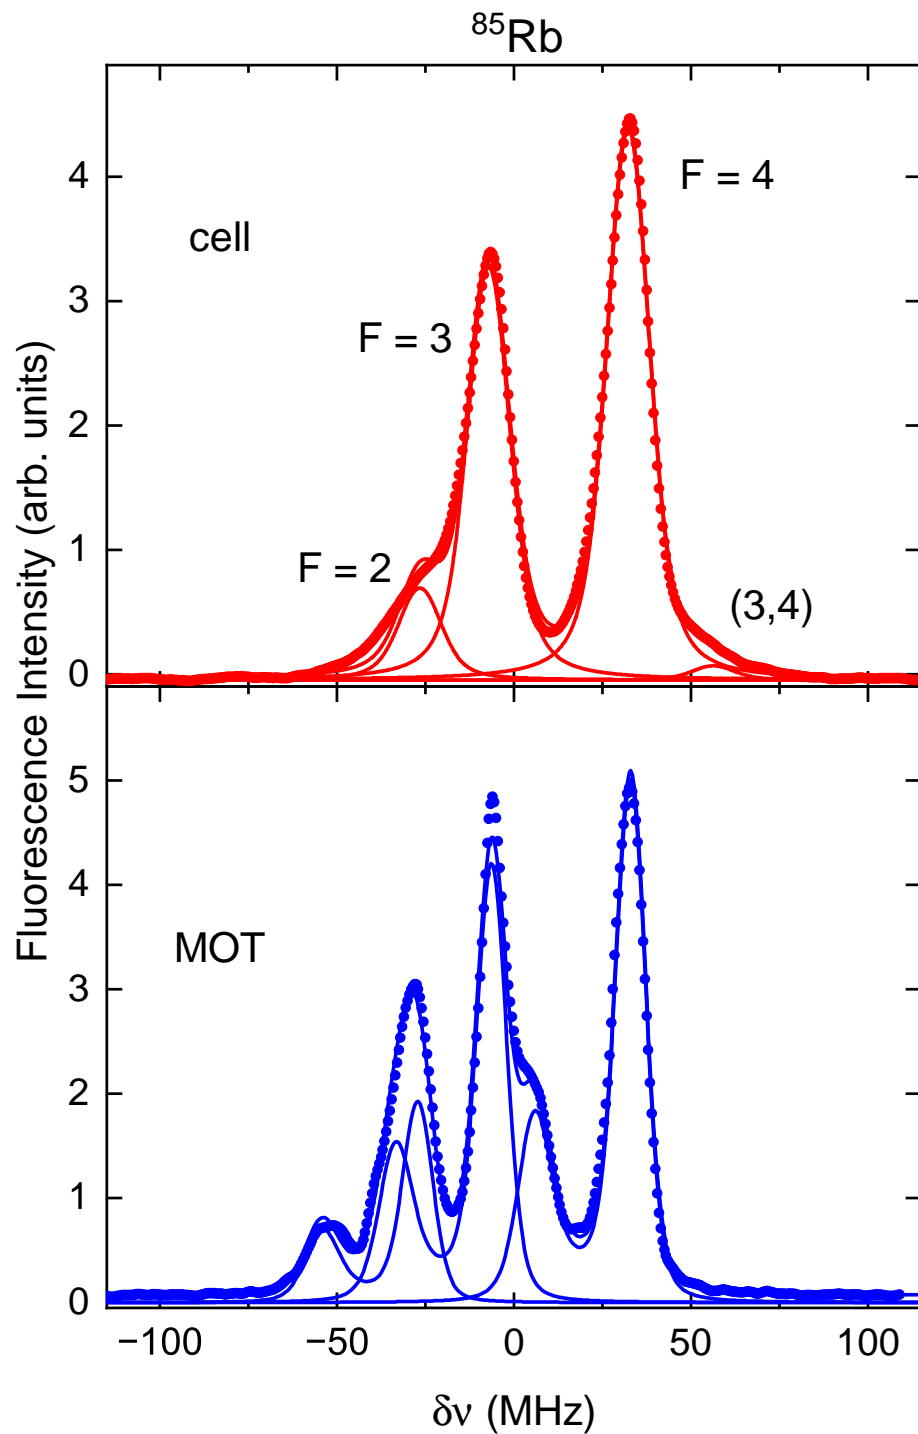 ⁸⁵Rb
Fluorescence Intensity (arb. units)
cell
F = 4
F = 3
F = 2
(3,4)
4
3
2
1
0
MOT
5
4
3
2
1
0
−100 −50 0 50 100
δν (MHz)